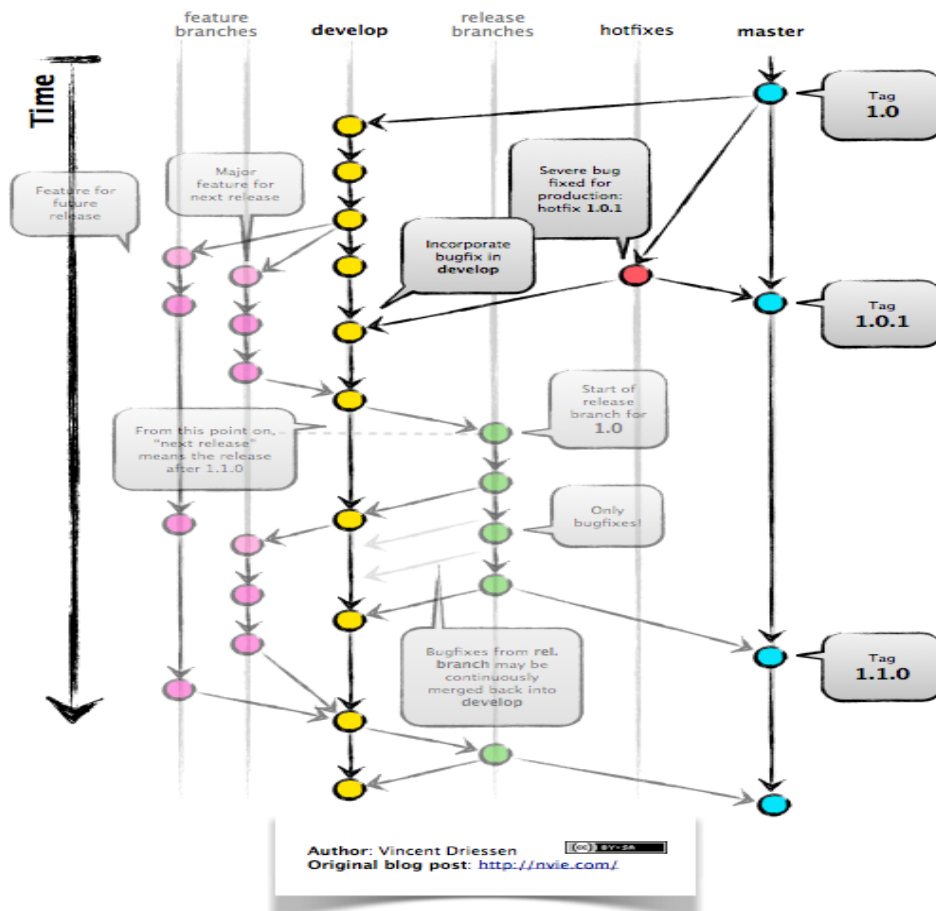 feature
branches
develop
release
branches
hotfixes
master
Time
Tag
1.0
Feature for
future
release
Major
feature for
next release
Severe bug
fixed for
production:
hotfix 1.0.1
Incorporate
bugfix in
develop
Tag
1.0.1
Start of
release
branch for
1.0
From this point on,
"next release"
means the release
after 1.1.0
Only
bugfixes!
Bugfixes from rel.
branch may be
continuously
merged back into
develop
Tag
1.1.0
Author: Vincent Driessen
Original blog post: http://nvie.com/
(cc) BY-SA